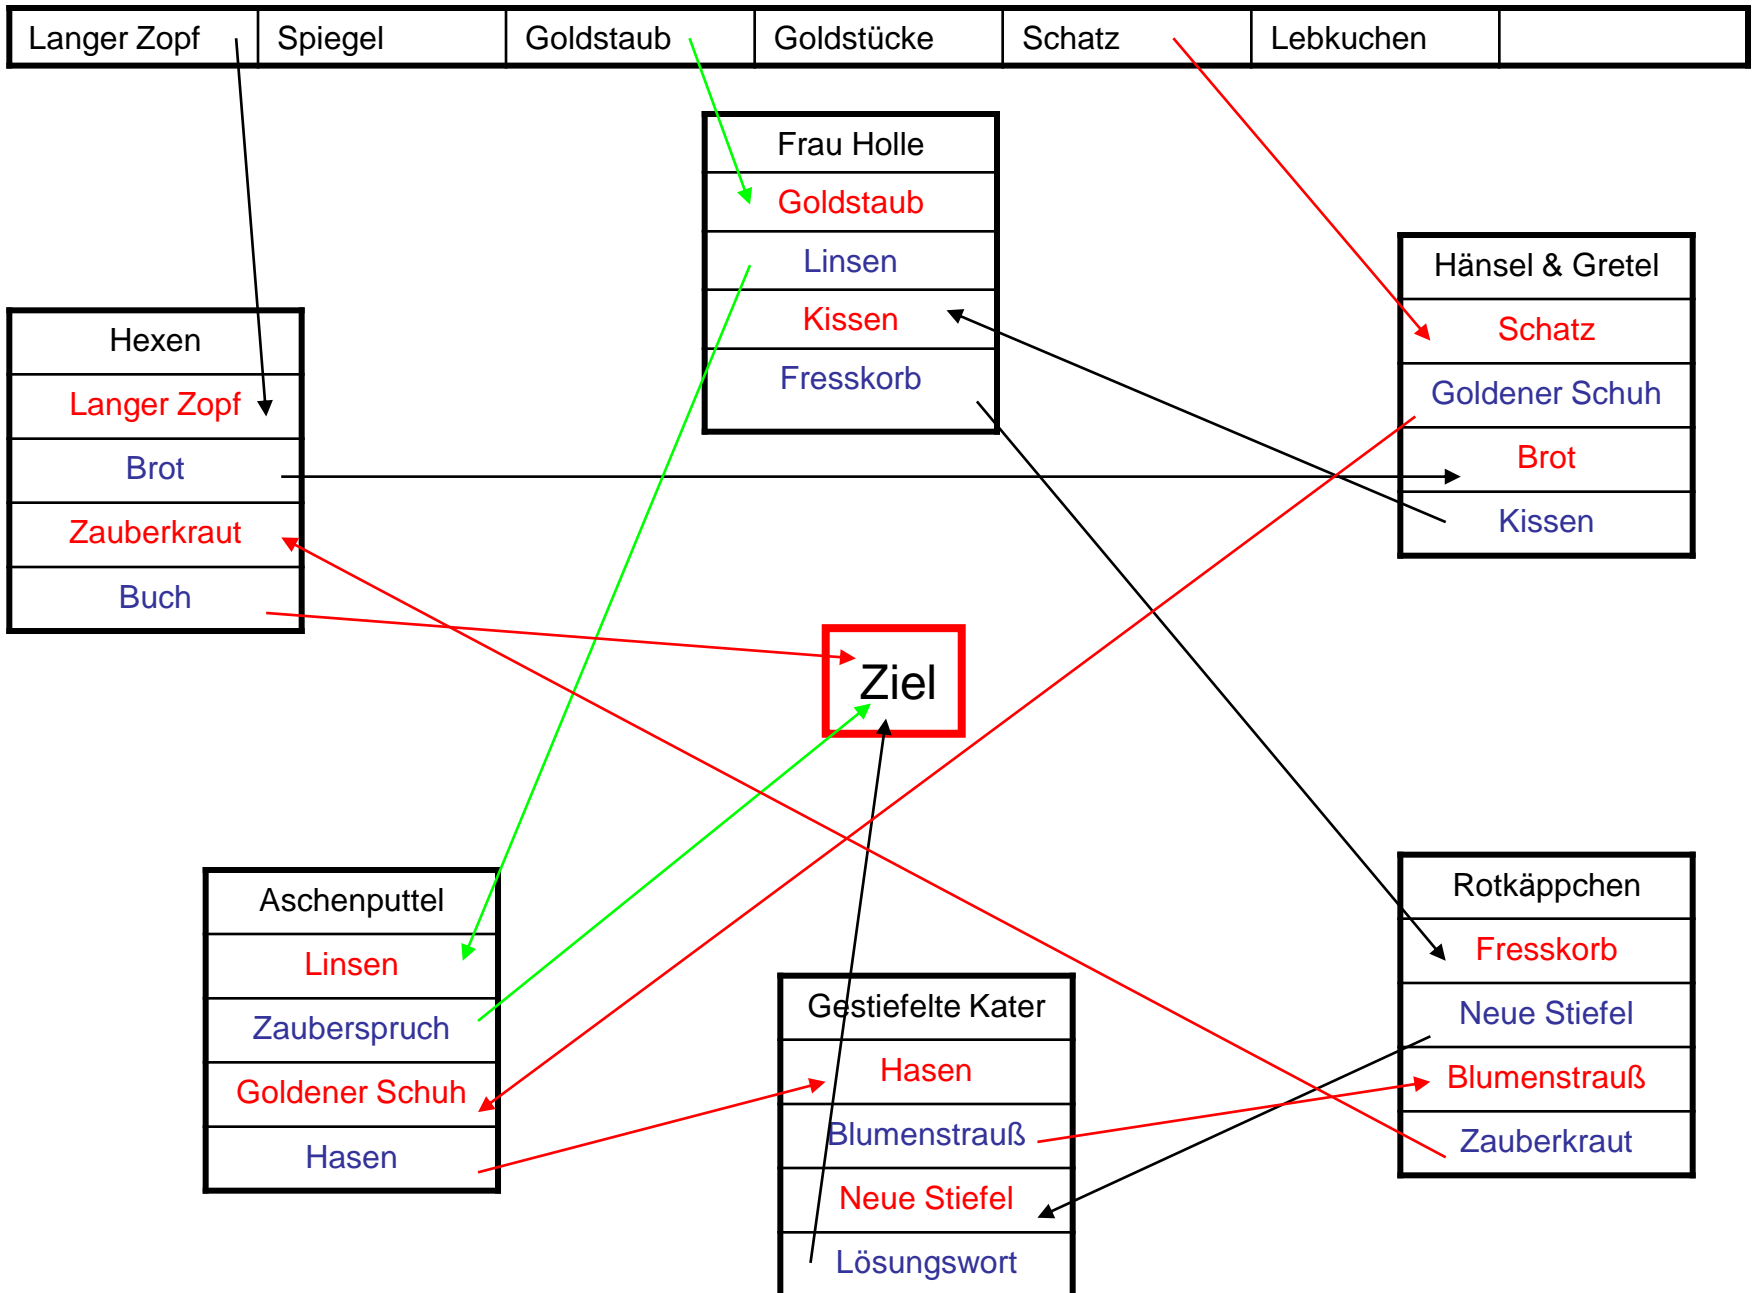 Langer Zopf Spiegel Goldstaub Goldstücke Schatz Lebkuchen
Frau Holle
Goldstaub
Linsen
Kissen
Fresskorb
Hänsel & Gretel
Schatz
Goldener Schuh
Brot
Kissen
Hexen
Langer Zopf
Brot
Zauberkraut
Buch
Ziel
Aschenputtel
Linsen
Zauberspruch
Goldener Schuh
Hasen
Gestiefelte Kater
Hasen
Blumenstrauß
Neue Stiefel
Lösungswort
Rotkäppchen
Fresskorb
Neue Stiefel
Blumenstrauß
Zauberkraut